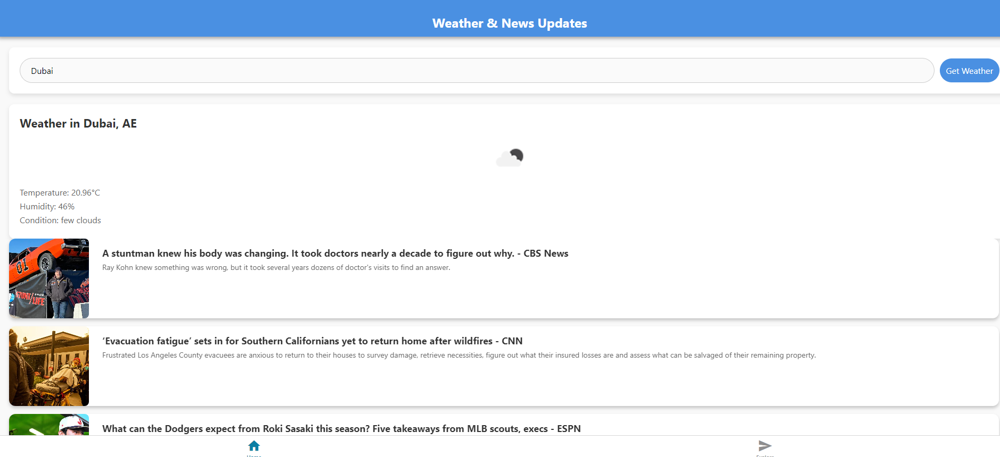 Weather & News Updates
Dubai
Get Weather
Weather in Dubai, AE
Temperature: 20.96°C
Humidity: 46%
Condition: few clouds
01
STUNT LIFE
A stuntman knew his body was changing. It took doctors nearly a decade to figure out why. - CBS News
Ray Kohn knew something was wrong, but it took several years dozens of doctor's visits to find an answer.
‘Evacuation fatigue’ sets in for Southern Californians yet to return home after wildfires - CNN
Frustrated Los Angeles County evacuees are anxious to return to their houses to survey damage, retrieve necessities, figure out what their insured losses are and assess what can be salvaged of their remaining property.
What can the Dodgers expect from Roki Sasaki this season? Five takeaways from MLB scouts, execs - ESPN
Home
Explore